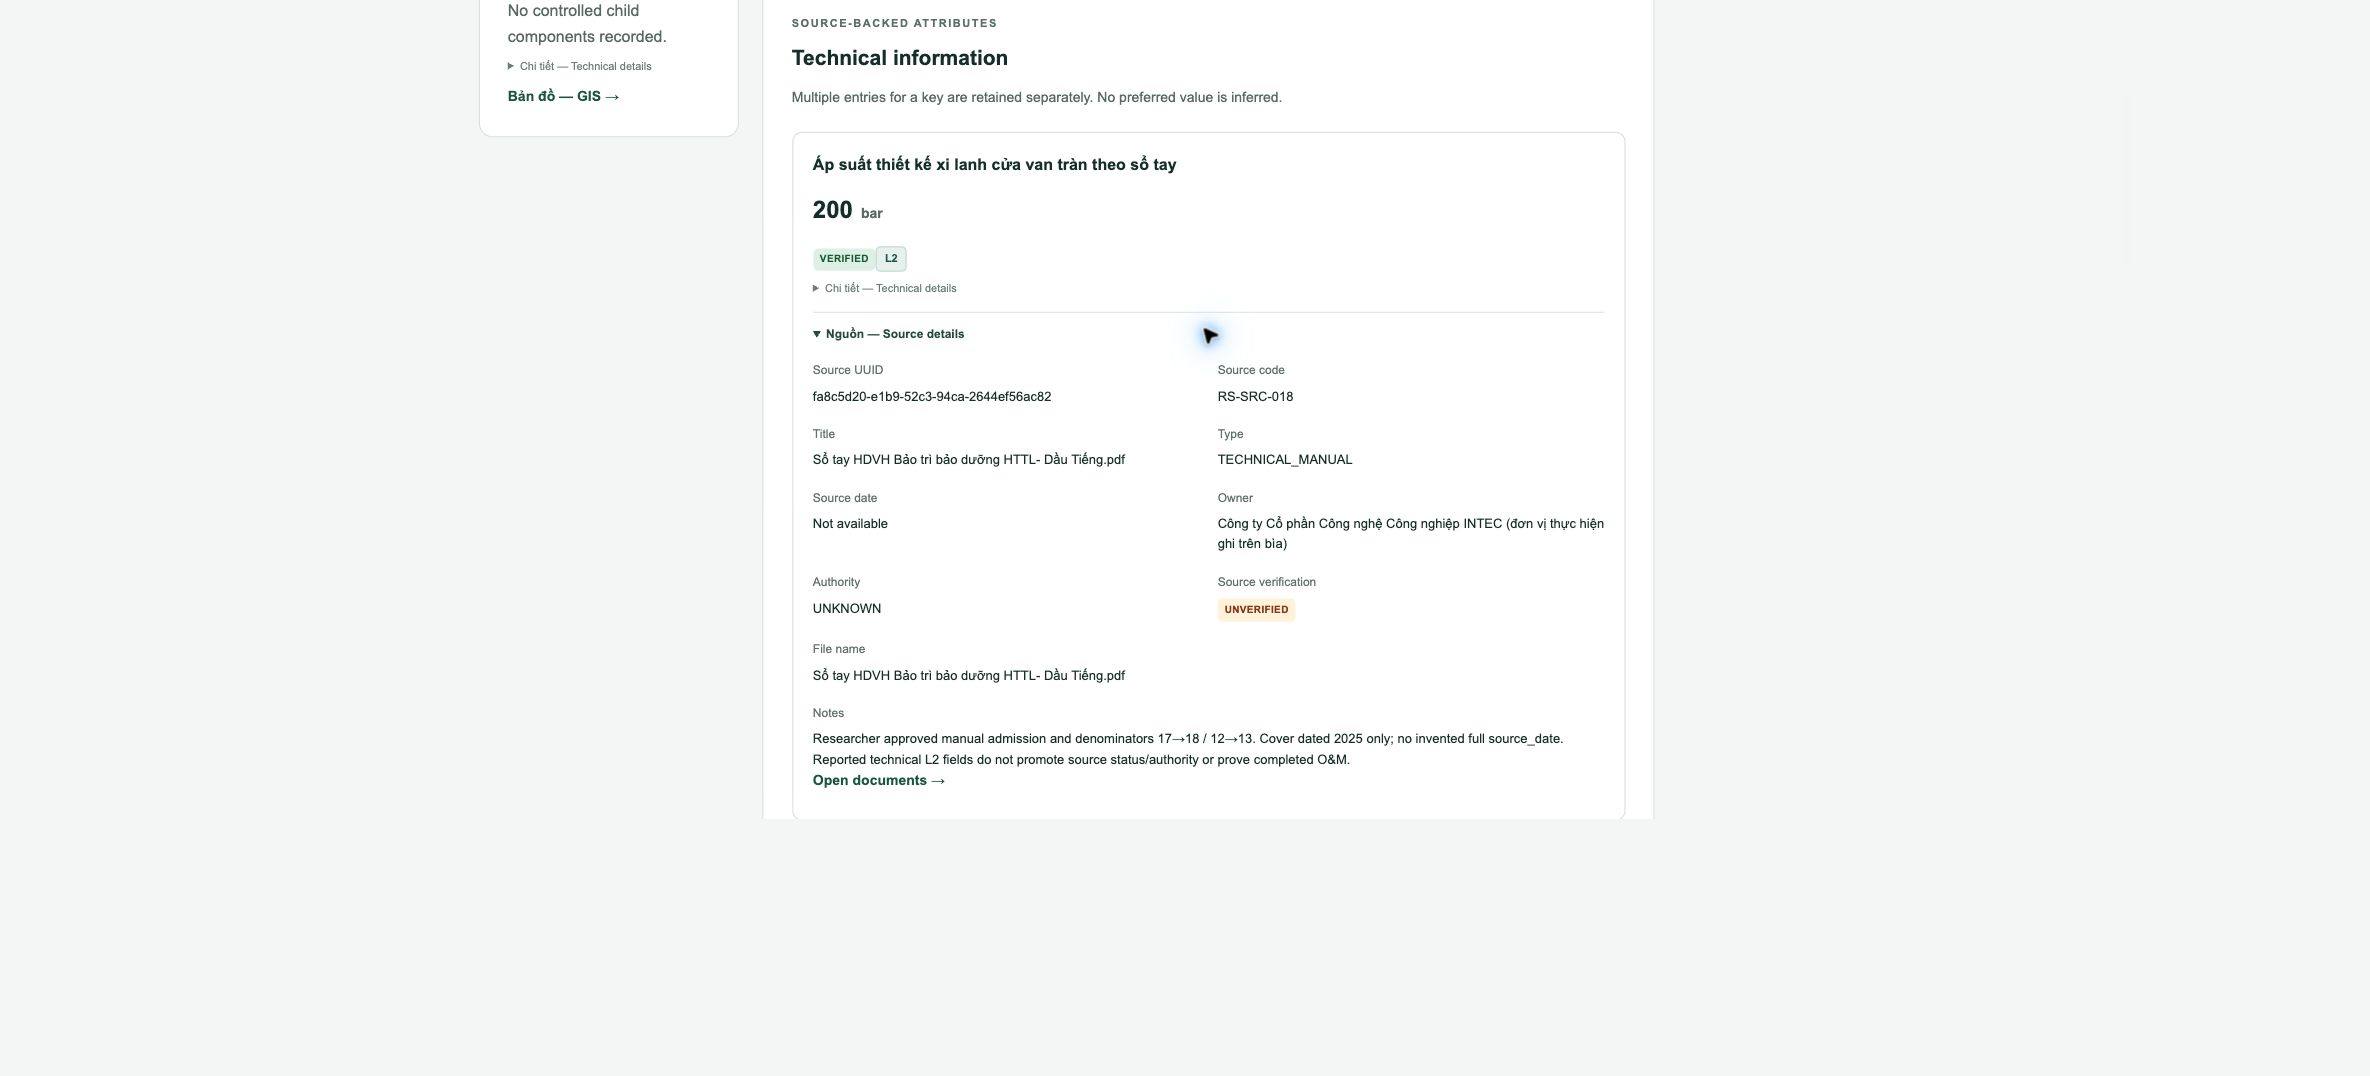 No controlled child
components recorded.
▶ Chi tiết — Technical details
Bản đồ — GIS →
SOURCE-BACKED ATTRIBUTES
Technical information
Multiple entries for a key are retained separately. No preferred value is inferred.
Áp suất thiết kế xi lanh cửa van tràn theo sổ tay
200 bar
VERIFIED L2
▶ Chi tiết — Technical details
▼ Nguồn — Source details
Source UUID
fa8c5d20-e1b9-52c3-94ca-2644ef56ac82
Source code
RS-SRC-018
Title
Sổ tay HDVH Bảo trì bảo dưỡng HTTL- Dầu Tiếng.pdf
Type
TECHNICAL_MANUAL
Source date
Not available
Owner
Công ty Cổ phần Công nghệ Công nghiệp INTEC (đơn vị thực hiện
ghi trên bìa)
Authority
UNKNOWN
Source verification
UNVERIFIED
File name
Sổ tay HDVH Bảo trì bảo dưỡng HTTL- Dầu Tiếng.pdf
Notes
Researcher approved manual admission and denominators 17→18 / 12→13. Cover dated 2025 only; no invented full source_date.
Reported technical L2 fields do not promote source status/authority or prove completed O&M.
Open documents →